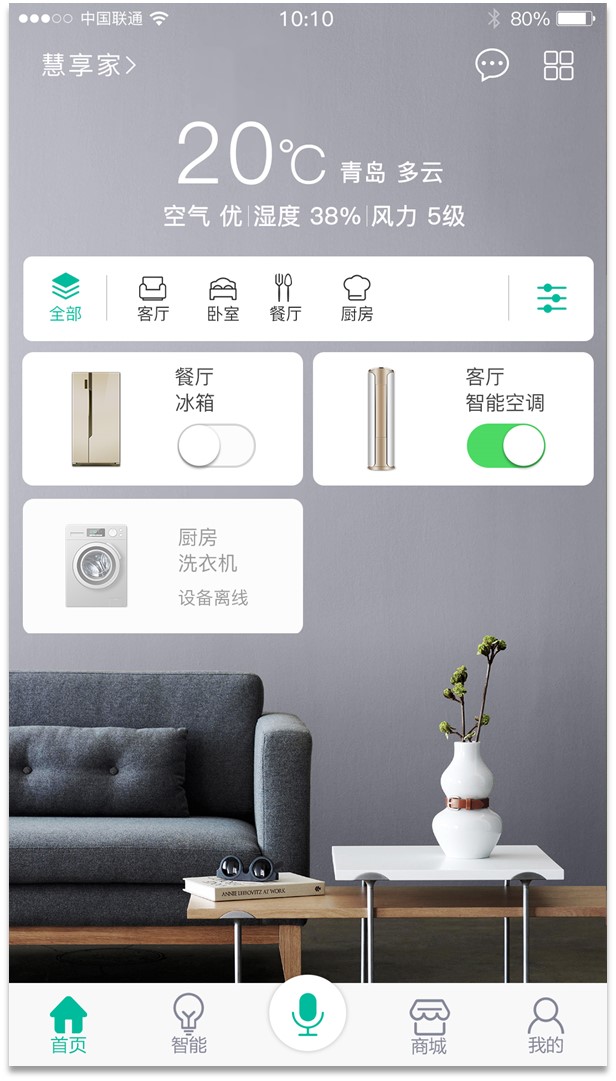 中国联通 10:10 80%
慧享家
20℃ 青岛 多云
空气 优|湿度 38%|风力 5级
全部 客厅 卧室 餐厅 厨房
餐厅
冰箱
客厅
智能空调
厨房
洗衣机
设备离线
ANNIE LEIBOVITZ AT WORK
首页 智能 商城 我的